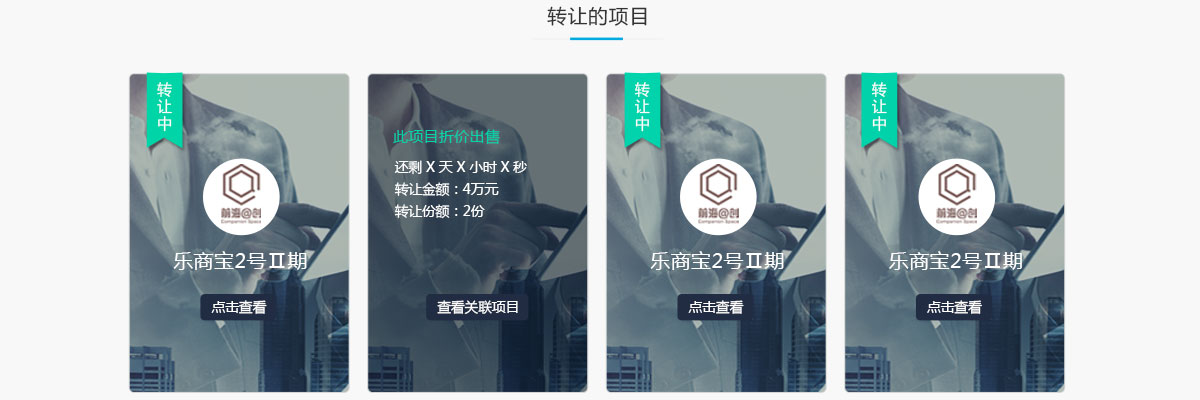 转让的项目
转让中
前海@创
Companion Space
乐商宝2号Ⅱ期
点击查看
此项目折价出售
还剩 X 天 X 小时 X 秒
转让金额：4万元
转让份额：2份
查看关联项目
转让中
前海@创
Companion Space
乐商宝2号Ⅱ期
点击查看
转让中
前海@创
Companion Space
乐商宝2号Ⅱ期
点击查看